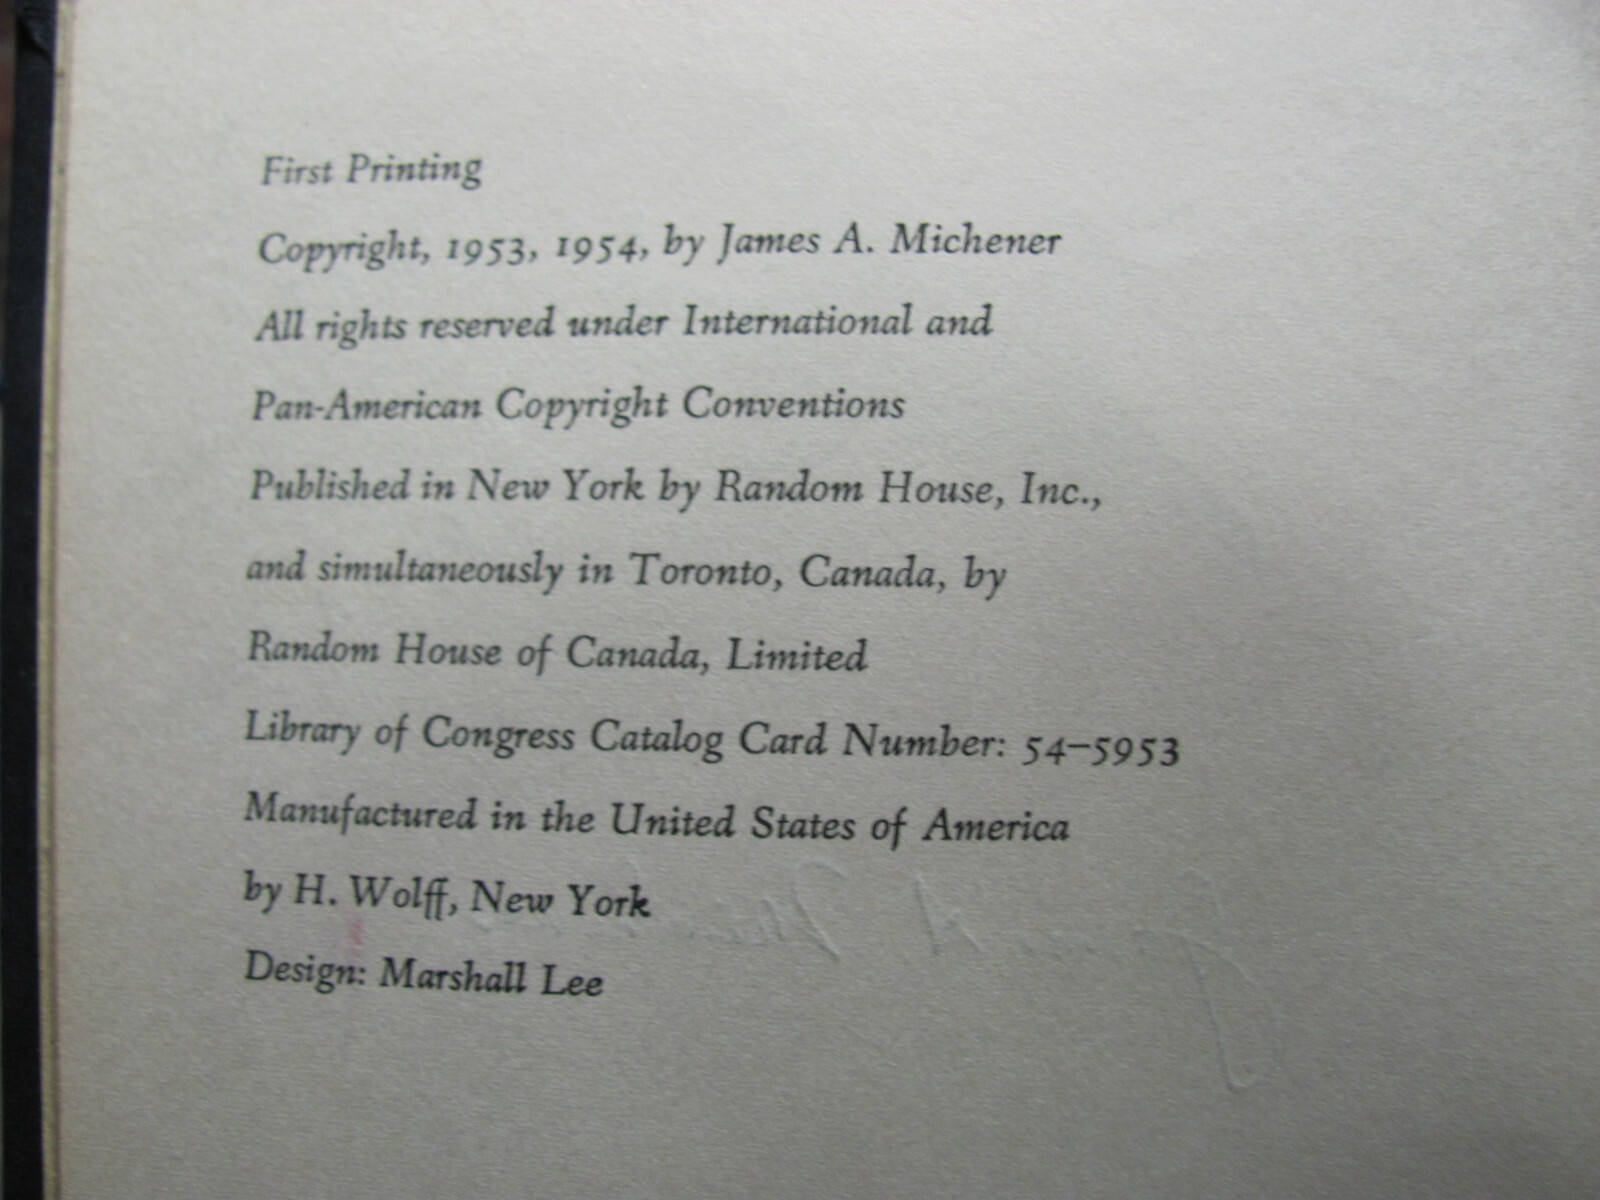 First Printing
Copyright, 1953, 1954, by James A. Michener
All rights reserved under International and
Pan-American Copyright Conventions
Published in New York by Random House, Inc.,
and simultaneously in Toronto, Canada, by
Random House of Canada, Limited
Library of Congress Catalog Card Number: 54–5953
Manufactured in the United States of America
by H. Wolff, New York
Design: Marshall Lee